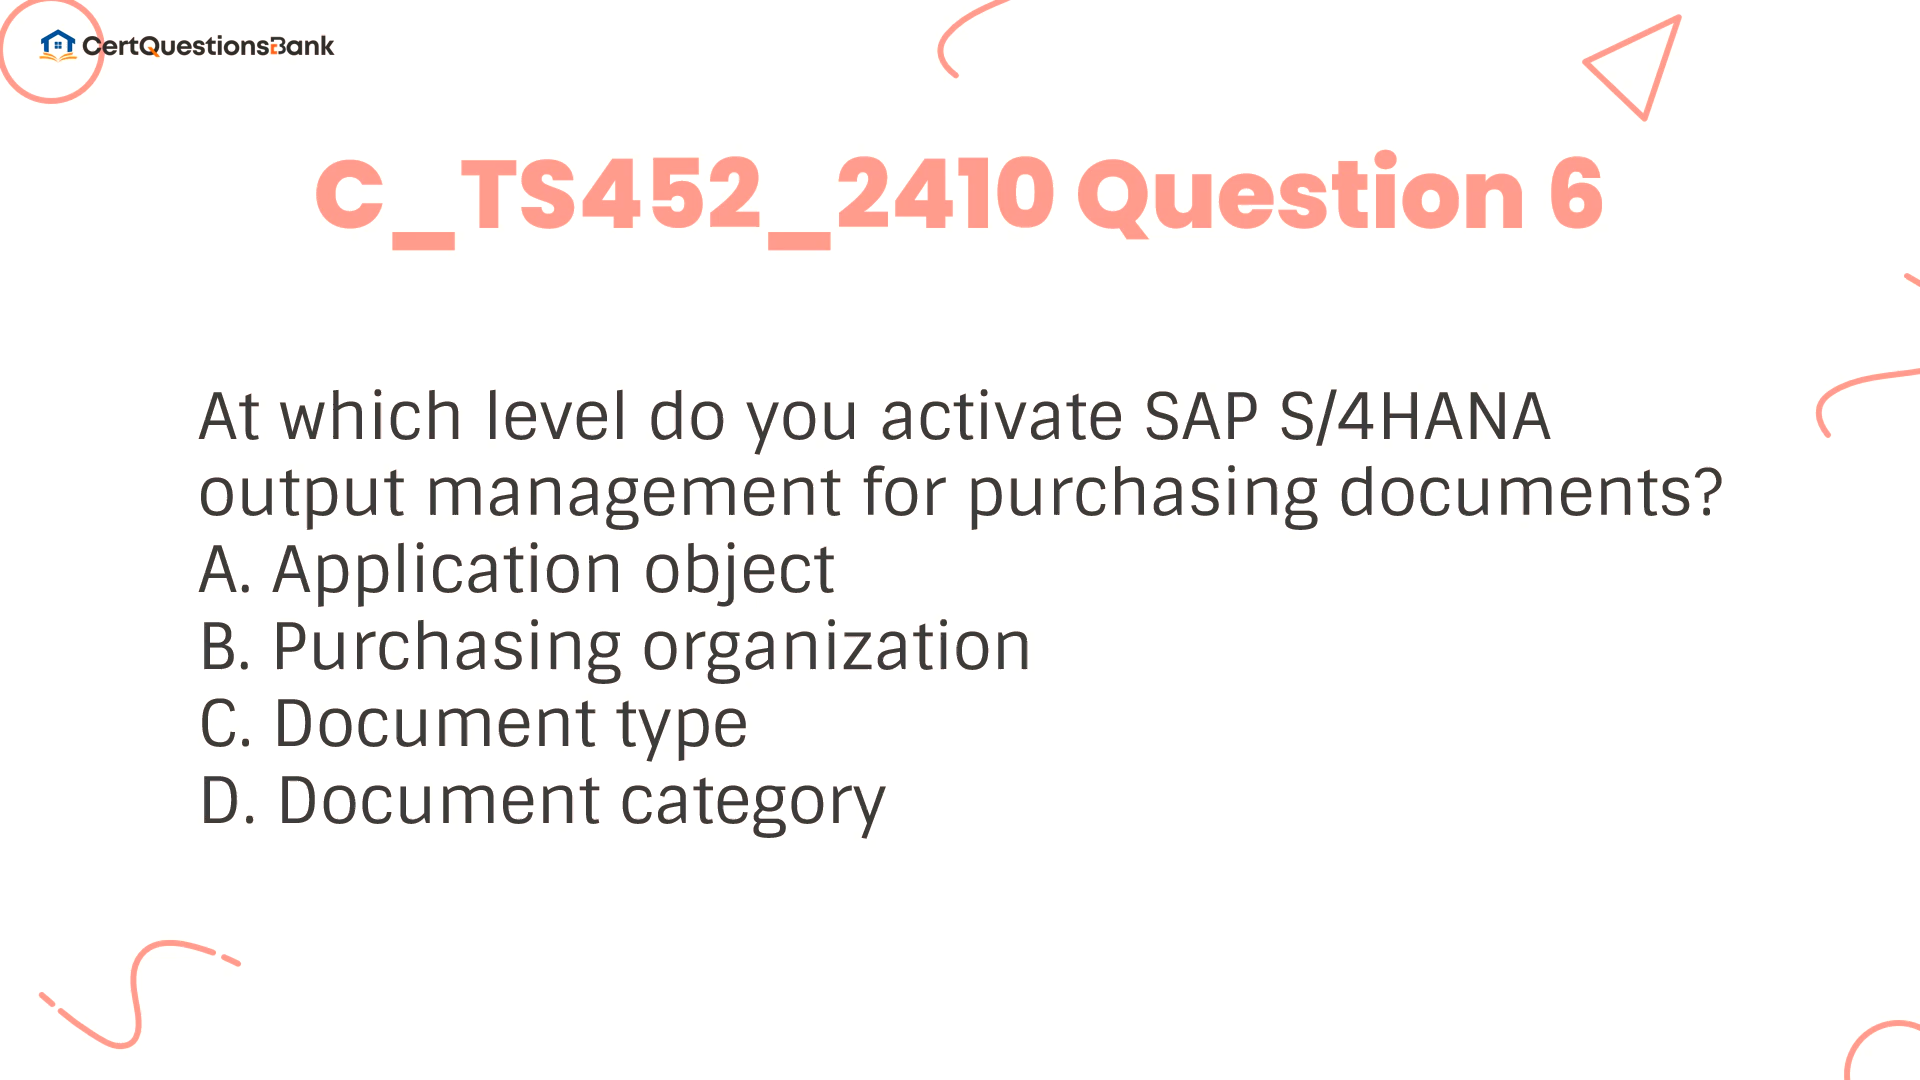 CertQuestionsBank
C_TS452_2410 Question 6
At which level do you activate SAP S/4HANA
output management for purchasing documents?
A. Application object
B. Purchasing organization
C. Document type
D. Document category